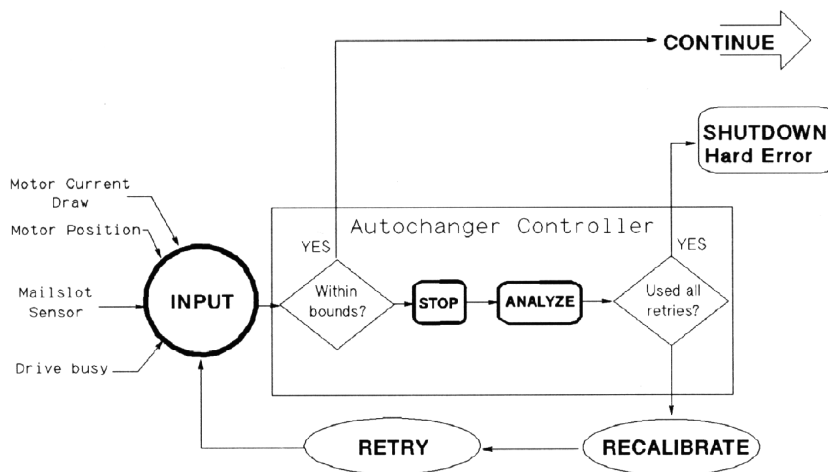 CONTINUE
SHUTDOWN
Hard Error
Motor Current
Draw
Motor Position
Mailslot
Sensor
Drive busy
INPUT
Autochanger Controller
YES
Within
bounds?
STOP
ANALYZE
YES
Used all
retries?
RETRY
RECALIBRATE